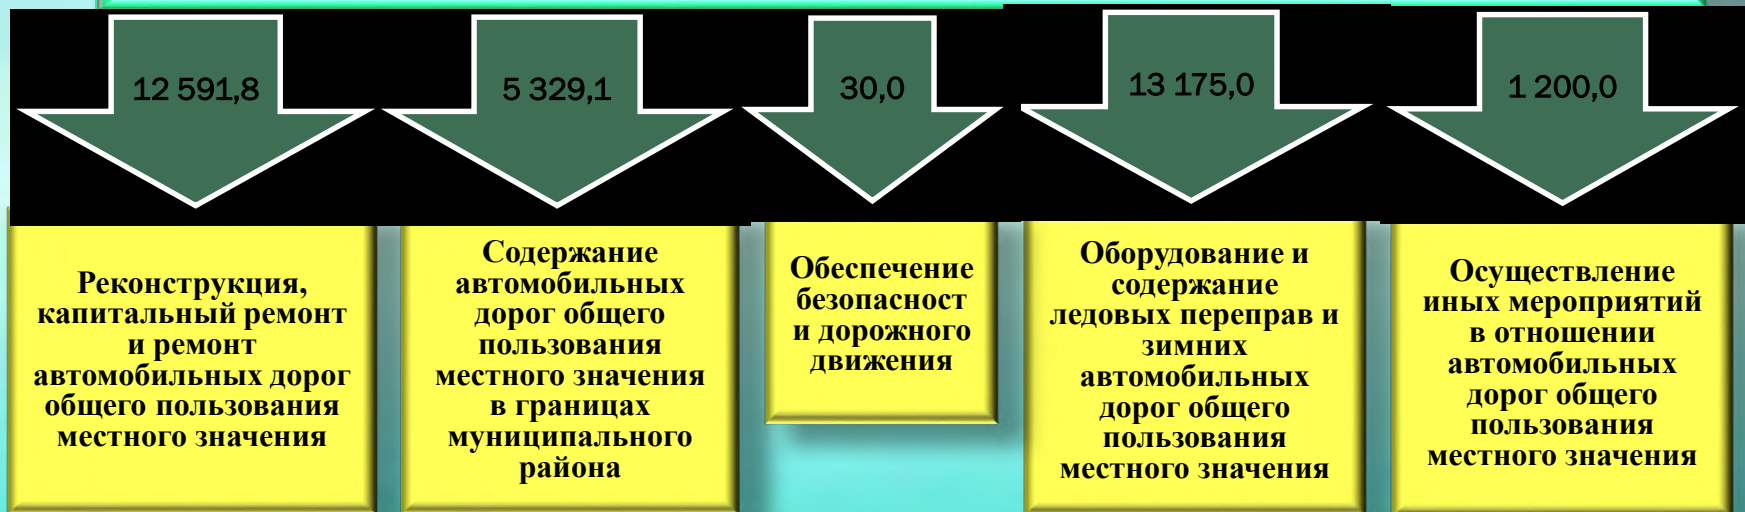 12 591,8
5 329,1
30,0
13 175,0
1 200,0
Реконструкция,
капитальный ремонт
и ремонт
автомобильных дорог
общего пользования
местного значения
Содержание
автомобильных
дорог общего
пользования
местного значения
в границах
муниципального
района
Обеспечение
безопасност
и дорожного
движения
Оборудование и
содержание
ледовых переправ и
зимних
автомобильных
дорог общего
пользования
местного значения
Осуществление
иных мероприятий
в отношении
автомобильных
дорог общего
пользования
местного значения